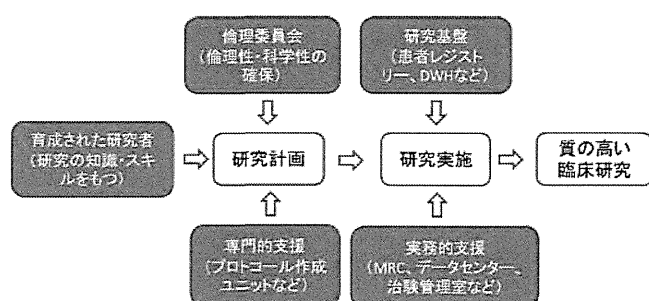 倫理委員会
(倫理性・科学性の
確保)
研究基盤
(患者レジスト
リー、DWHなど)
育成された研究者
(研究の知識・スキ
ルをもつ)
研究計画
研究実施
質の高い
臨床研究
専門的支援
(プロトコール作成
ユニットなど)
実務的支援
(MRC、データセンター、
治験管理室など)